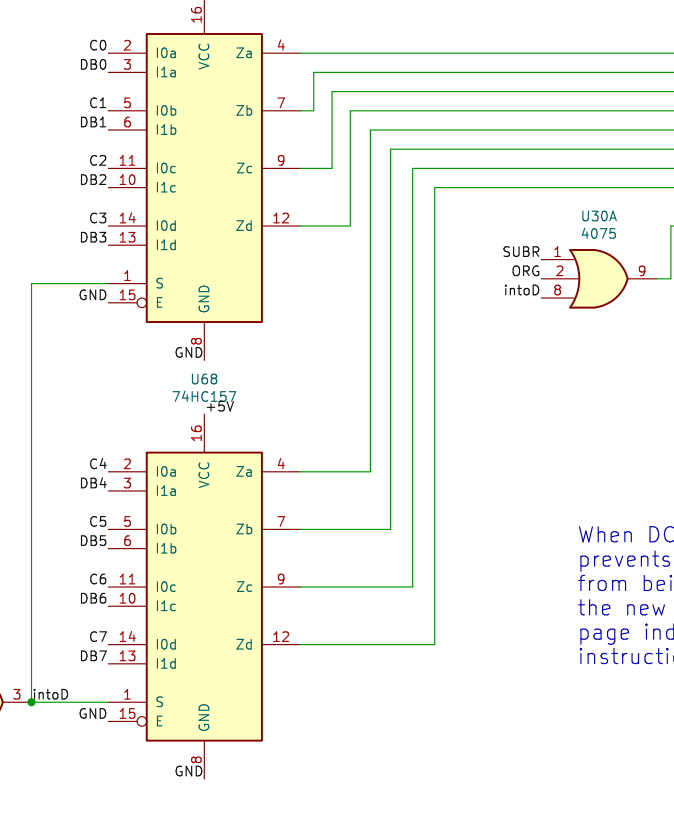 16
VCC
C0 2 I0a Za 4
DB0 3 I1a
C1 5 I0b Zb 7
DB1 6 I1b
C2 11 I0c Zc 9
DB2 10 I1c
C3 14 I0d Zd 12
DB3 13 I1d
1 S
GND 15 E
GND
8
GND
U30A
4075
SUBR 1
ORG 2 9
intoD 8
U68
74HC157
+5V
16
VCC
C4 2 I0a Za 4
DB4 3 I1a
C5 5 I0b Zb 7
DB5 6 I1b
C6 11 I0c Zc 9
DB6 10 I1c
C7 14 I0d Zd 12
DB7 13 I1d
3 intoD 1 S
GND 15 E
GND
8
GND
When
prevents
from
the new
page